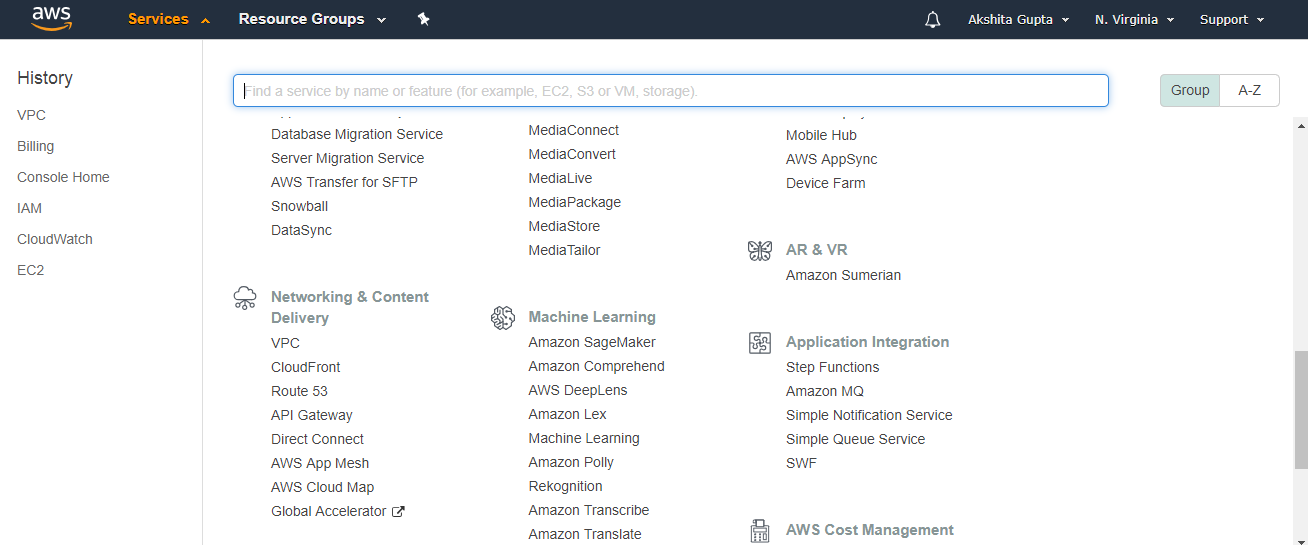 aws
Services
Resource Groups
Akshita Gupta
N. Virginia
Support
History
VPC
Billing
Console Home
IAM
CloudWatch
EC2
Find a service by name or feature (for example, EC2, S3 or VM, storage).
Group
A-Z
Database Migration Service
Server Migration Service
AWS Transfer for SFTP
Snowball
DataSync
Networking & Content
Delivery
VPC
CloudFront
Route 53
API Gateway
Direct Connect
AWS App Mesh
AWS Cloud Map
Global Accelerator
MediaConnect
MediaConvert
MediaLive
MediaPackage
MediaStore
MediaTailor
Machine Learning
Amazon SageMaker
Amazon Comprehend
AWS DeepLens
Amazon Lex
Machine Learning
Amazon Polly
Rekognition
Amazon Transcribe
Amazon Translate
Mobile Hub
AWS AppSync
Device Farm
AR & VR
Amazon Sumerian
Application Integration
Step Functions
Amazon MQ
Simple Notification Service
Simple Queue Service
SWF
AWS Cost Management